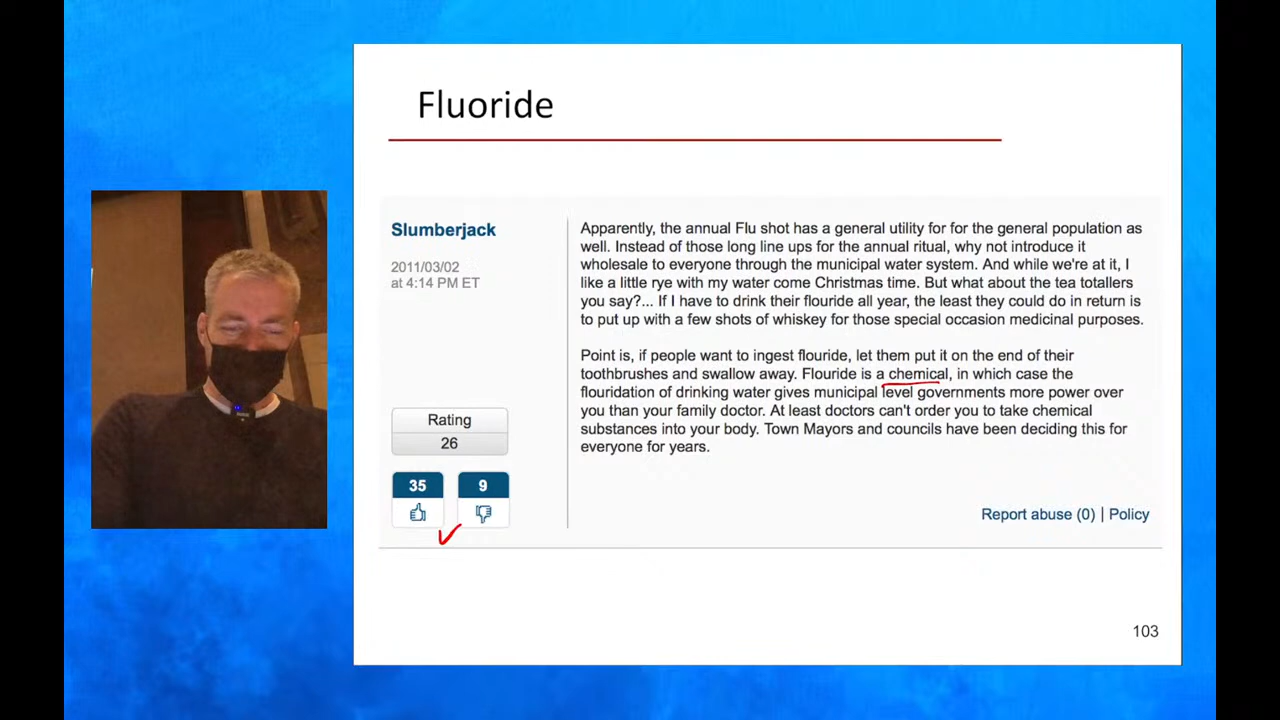 Fluoride
Slumberjack
2011/03/02
at 4:14 PM ET
Rating
26
35
9
Apparently, the annual Flu shot has a general utility for for the general population as
well. Instead of those long line ups for the annual ritual, why not introduce it
wholesale to everyone through the municipal water system. And while we're at it, I
like a little rye with my water come Christmas time. But what about the tea totallers
you say?... If I have to drink their flouride all year, the least they could do in return is
to put up with a few shots of whiskey for those special occasion medicinal purposes.
Point is, if people want to ingest flouride, let them put it on the end of their
toothbrushes and swallow away. Flouride is a chemical, in which case the
flouridation of drinking water gives municipal level governments more power over
you than your family doctor. At least doctors can't order you to take chemical
substances into your body. Town Mayors and councils have been deciding this for
everyone for years.
Report abuse (0) | Policy
103